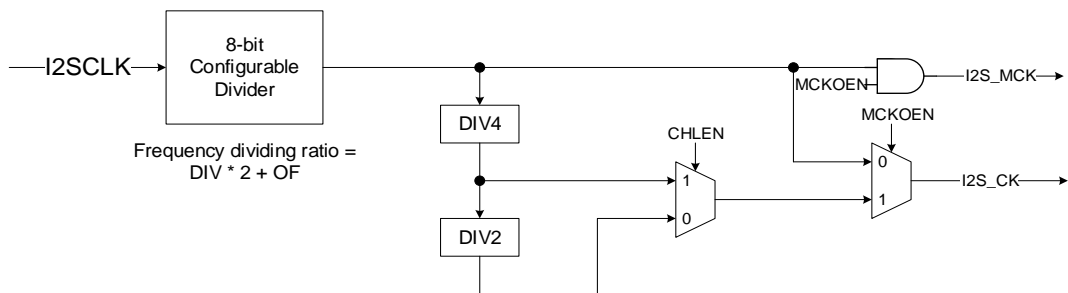 I2SCLK
8-bit
Configurable
Divider
Frequency dividing ratio =
DIV * 2 + OF
DIV4
DIV2
CHLEN
1
0
MCKOEN
I2S_MCK
MCKOEN
0
1
I2S_CK